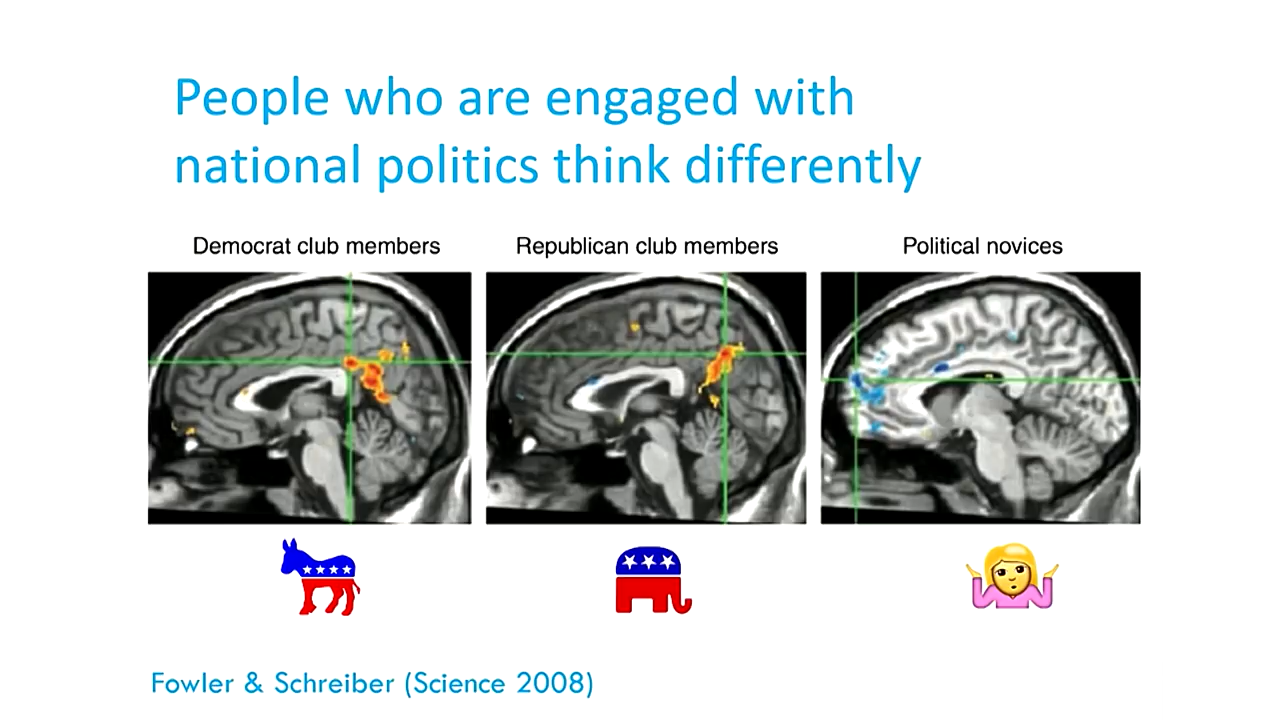 People who are engaged with
national politics think differently
Democrat club members
Republican club members
Political novices
Fowler & Schreiber (Science 2008)